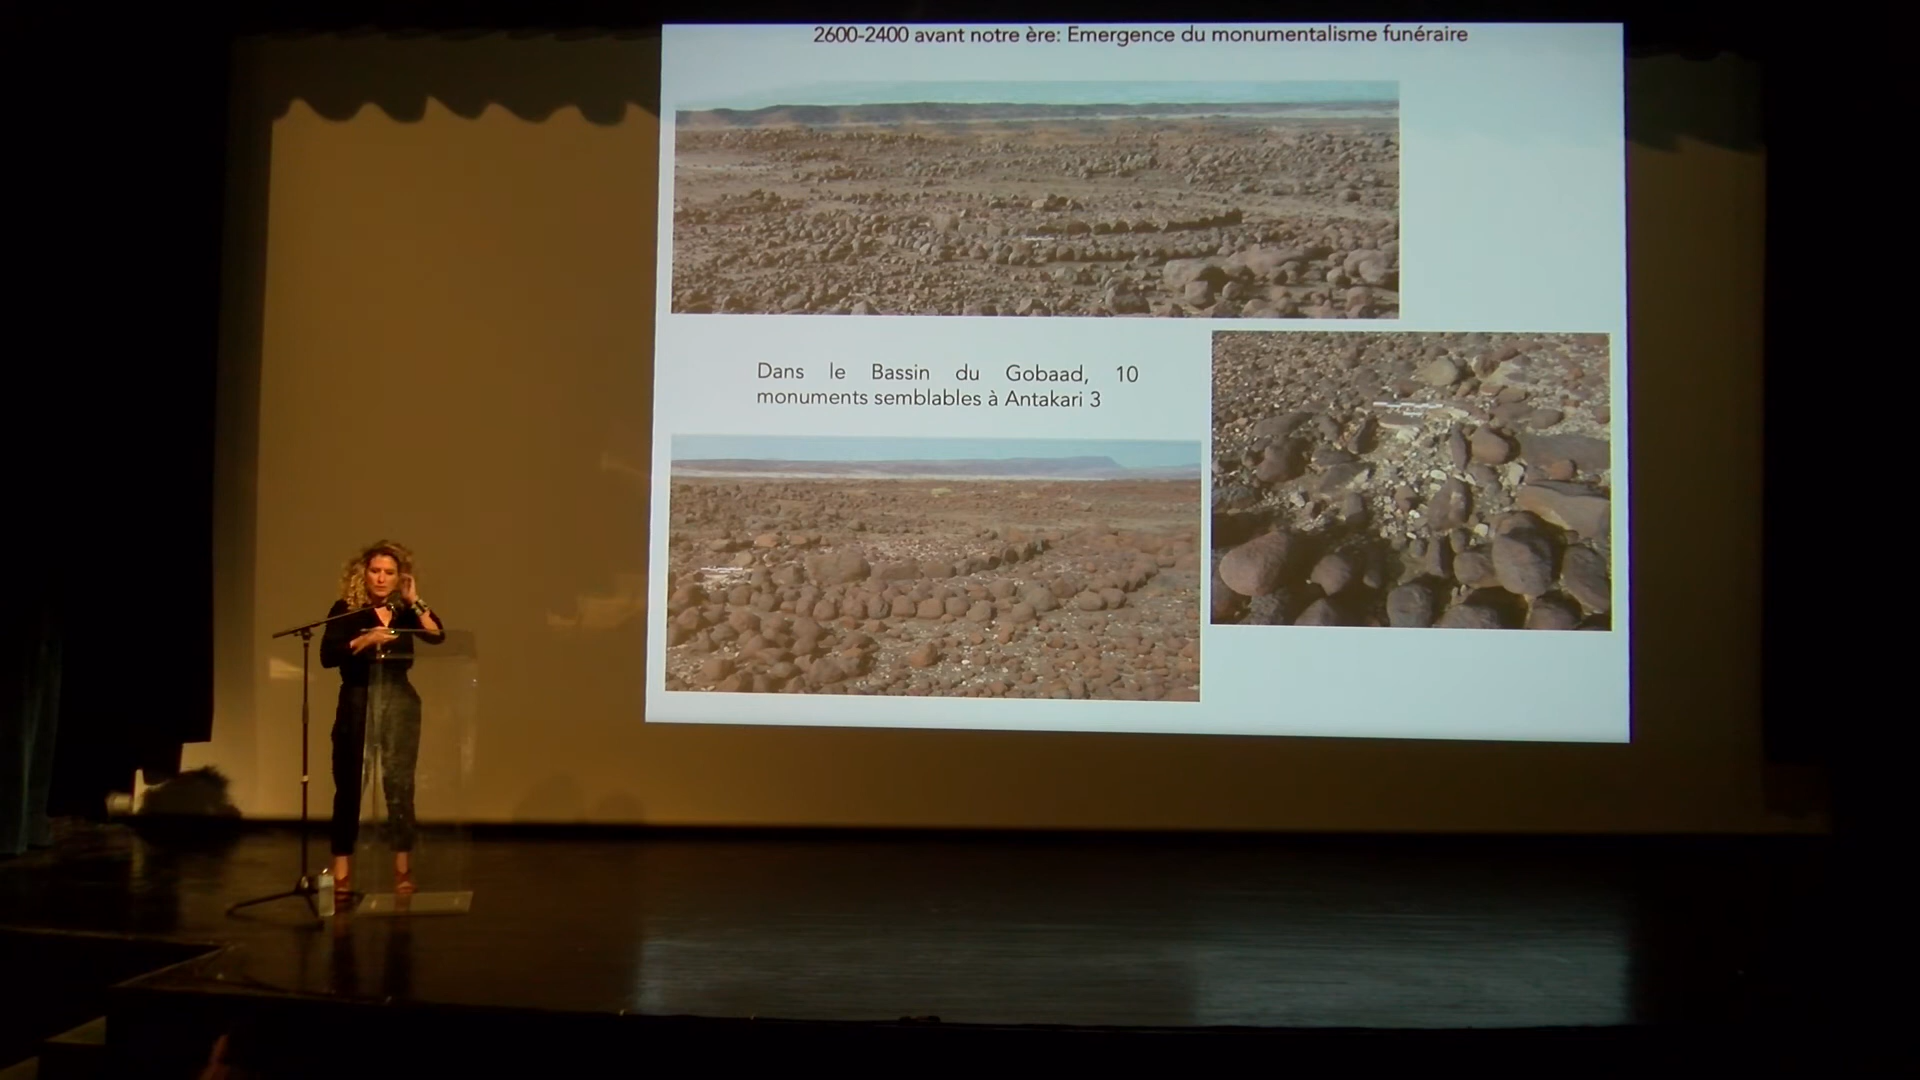 2600-2400 avant notre ère: Emergence du monumentalisme funéraire
Dans le Bassin du Gobaad, 10
monuments semblables à Antakari 3